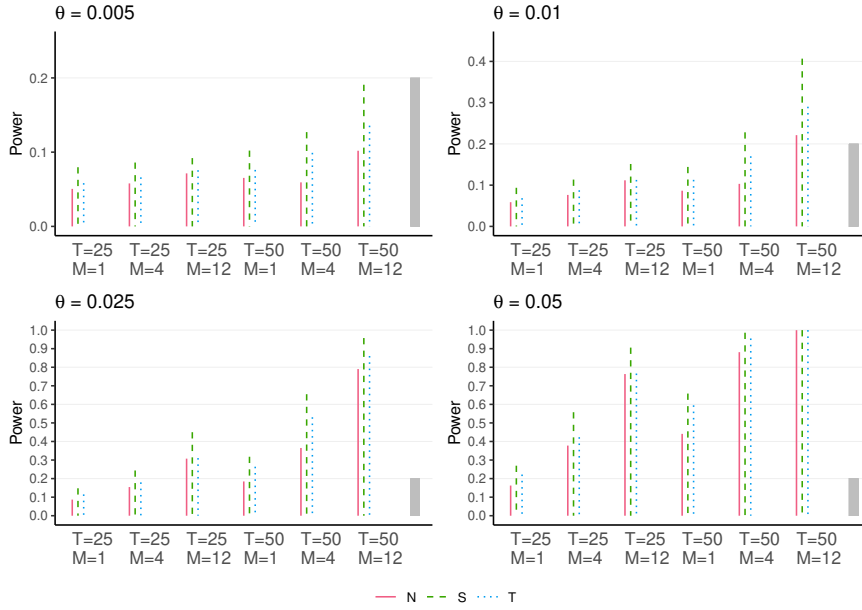 θ = 0.005
Power
0.2
0.1
0.0
T=25 T=25 T=25 T=50 T=50 T=50
M=1 M=4 M=12 M=1 M=4 M=12
θ = 0.01
Power
0.4
0.3
0.2
0.1
0.0
T=25 T=25 T=25 T=50 T=50 T=50
M=1 M=4 M=12 M=1 M=4 M=12
θ = 0.025
Power
1.0
0.9
0.8
0.7
0.6
0.5
0.4
0.3
0.2
0.1
0.0
T=25 T=25 T=25 T=50 T=50 T=50
M=1 M=4 M=12 M=1 M=4 M=12
θ = 0.05
Power
1.0
0.9
0.8
0.7
0.6
0.5
0.4
0.3
0.2
0.1
0.0
T=25 T=25 T=25 T=50 T=50 T=50
M=1 M=4 M=12 M=1 M=4 M=12
N S T